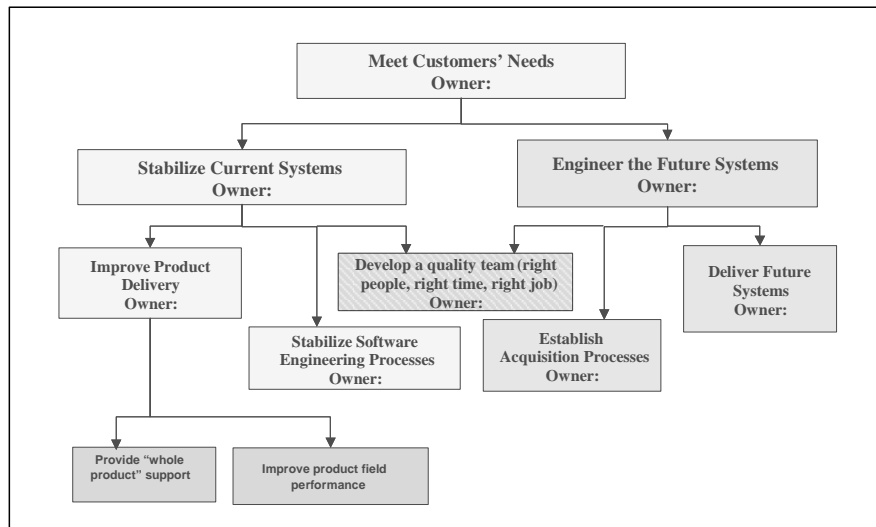 Meet Customers’ Needs
Owner:
Stabilize Current Systems
Owner:
Engineer the Future Systems
Owner:
Improve Product
Delivery
Owner:
Develop a quality team (right
people, right time, right job)
Owner:
Deliver Future
Systems
Owner:
Stabilize Software
Engineering Processes
Owner:
Establish
Acquisition Processes
Owner:
Provide “whole
product” support
Improve product field
performance